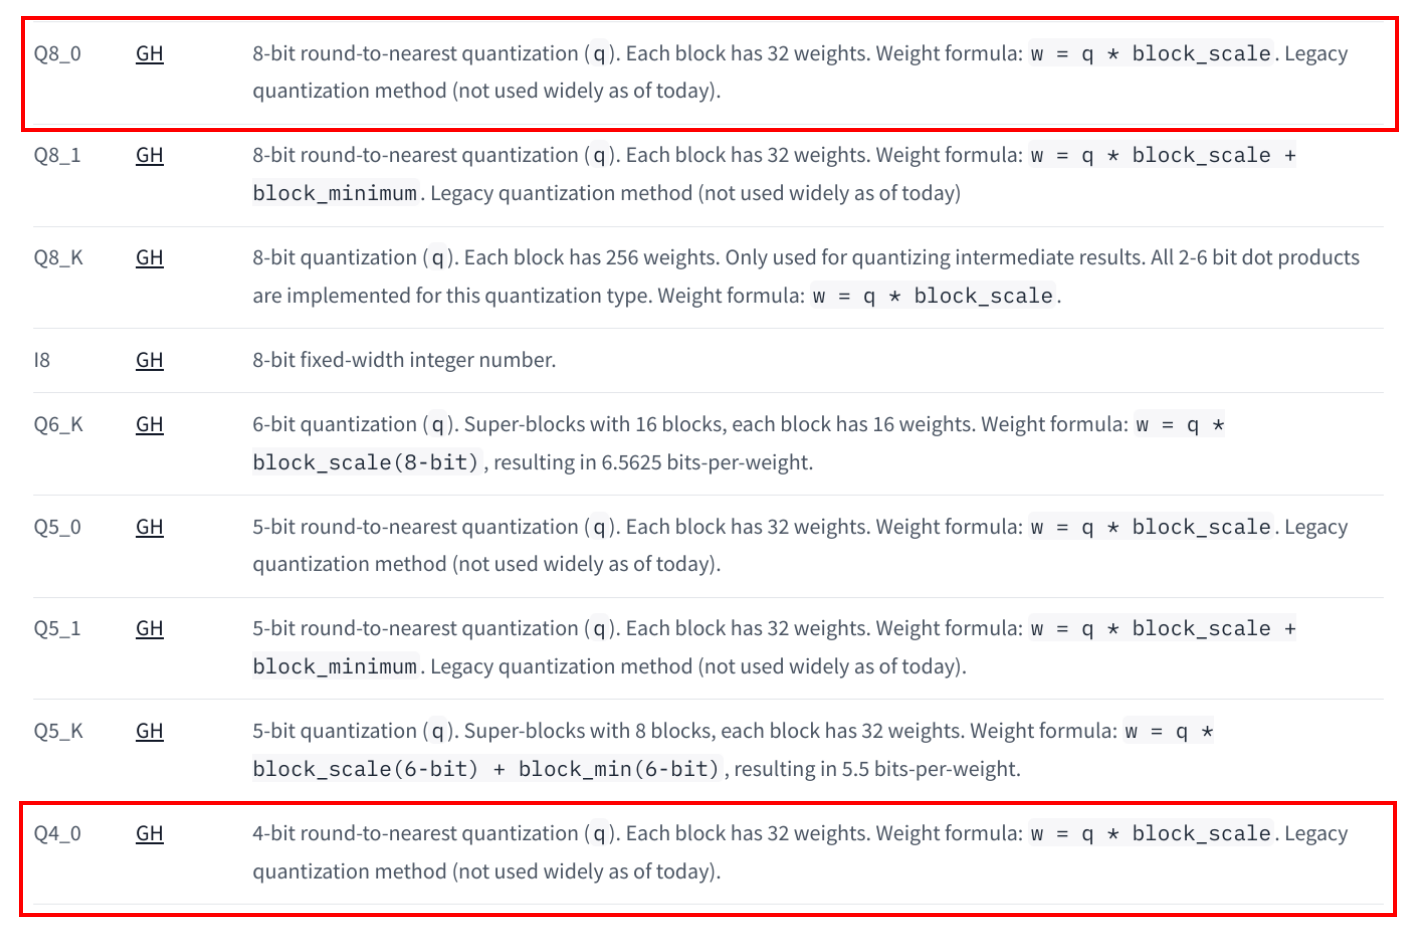 Q8_0 GH 8-bit round-to-nearest quantization (q). Each block has 32 weights. Weight formula: w = q * block_scale. Legacy
quantization method (not used widely as of today).
Q8_1 GH 8-bit round-to-nearest quantization (q). Each block has 32 weights. Weight formula: w = q * block_scale +
block_minimum. Legacy quantization method (not used widely as of today)
Q8_K GH 8-bit quantization (q). Each block has 256 weights. Only used for quantizing intermediate results. All 2-6 bit dot products
are implemented for this quantization type. Weight formula: w = q * block_scale.
I8 GH 8-bit fixed-width integer number.
Q6_K GH 6-bit quantization (q). Super-blocks with 16 blocks, each block has 16 weights. Weight formula: w = q *
block_scale(8-bit), resulting in 6.5625 bits-per-weight.
Q5_0 GH 5-bit round-to-nearest quantization (q). Each block has 32 weights. Weight formula: w = q * block_scale. Legacy
quantization method (not used widely as of today).
Q5_1 GH 5-bit round-to-nearest quantization (q). Each block has 32 weights. Weight formula: w = q * block_scale +
block_minimum. Legacy quantization method (not used widely as of today).
Q5_K GH 5-bit quantization (q). Super-blocks with 8 blocks, each block has 32 weights. Weight formula: w = q *
block_scale(6-bit) + block_min(6-bit), resulting in 5.5 bits-per-weight.
Q4_0 GH 4-bit round-to-nearest quantization (q). Each block has 32 weights. Weight formula: w = q * block_scale. Legacy
quantization method (not used widely as of today).